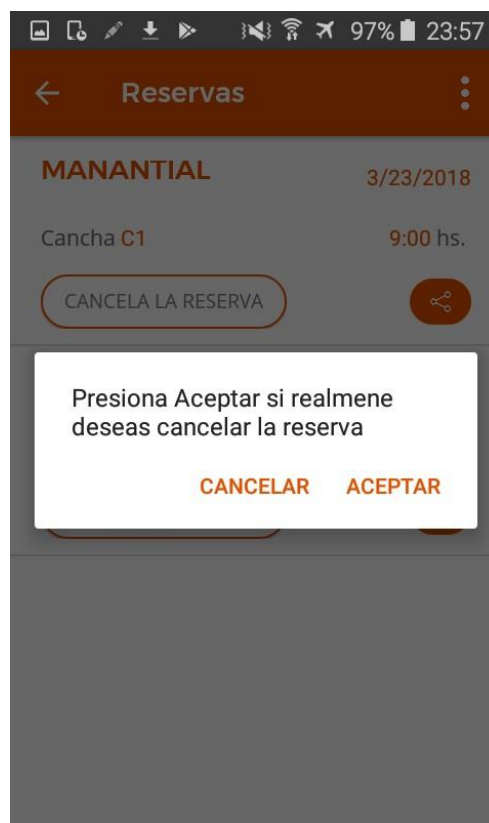 97% 23:57
Reservas
MANANTIAL 3/23/2018
Cancha C1 9:00 hs.
CANCELA LA RESERVA
Presiona Aceptar si realmene
deseas cancelar la reserva
CANCELAR ACEPTAR